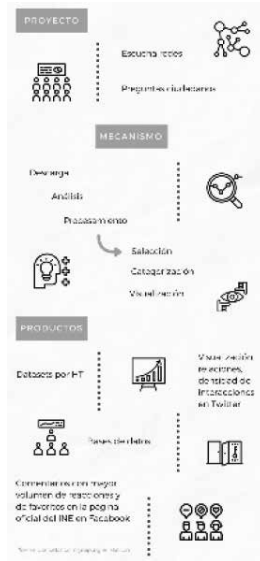 PROYECTO
Escucha redes
Preguntas ciudadanos
MECANISMO
Descarga
Análisis
Procesamiento
Selección
Categorización
Visualización
PRODUCTOS
Datasets por HT
Visualización
relaciones,
densidad de
interacciones
en Twitter
Bases de datos
Comentarios con mayor
volumen de reacciones y
de favoritos en la página
oficial del INE en Facebook